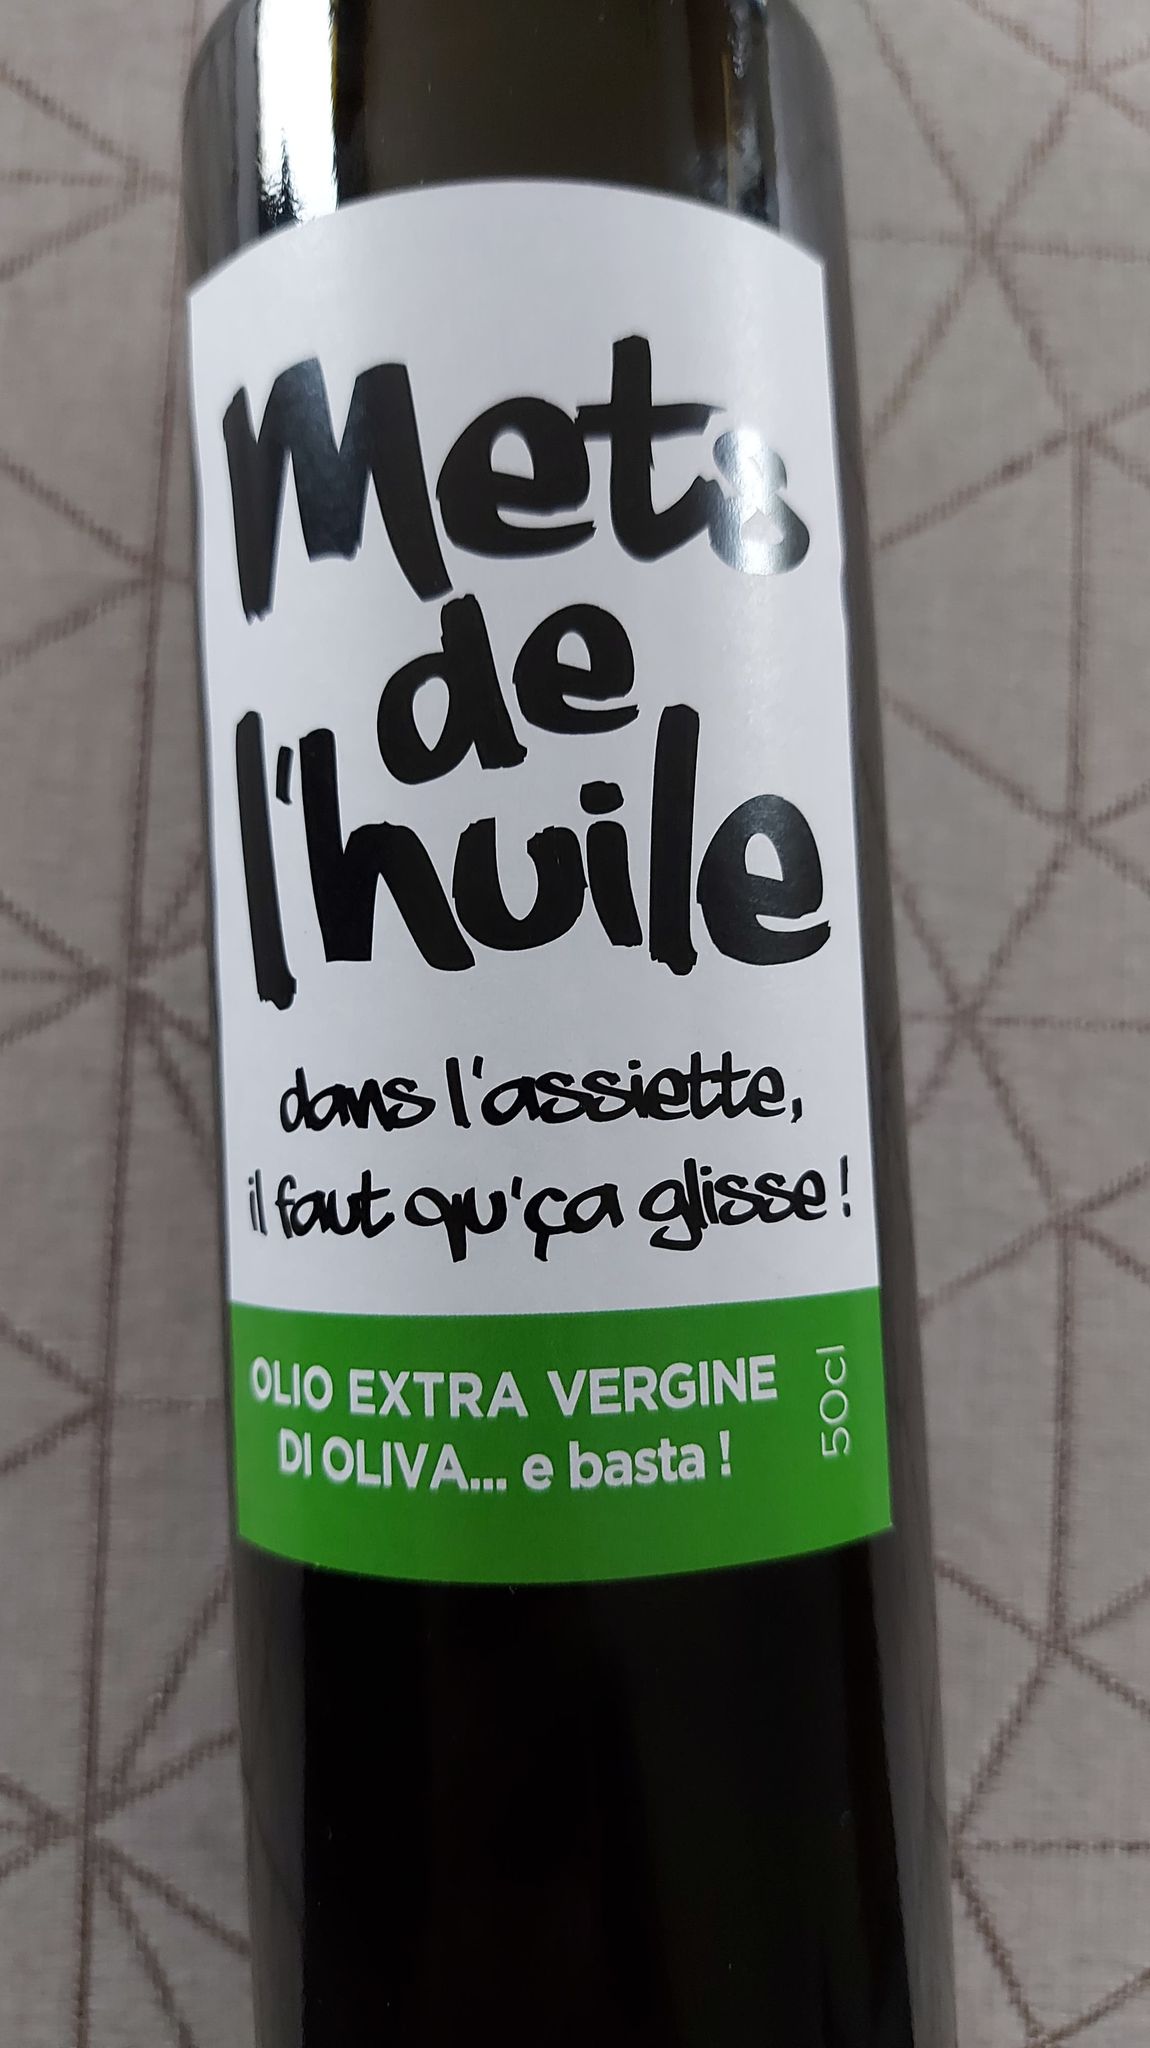 Mets
de
l'huile
dans l'assiette,
il faut qu'ça glisse !
OLIO EXTRA VERGINE
DI OLIVA... e basta !
50cl